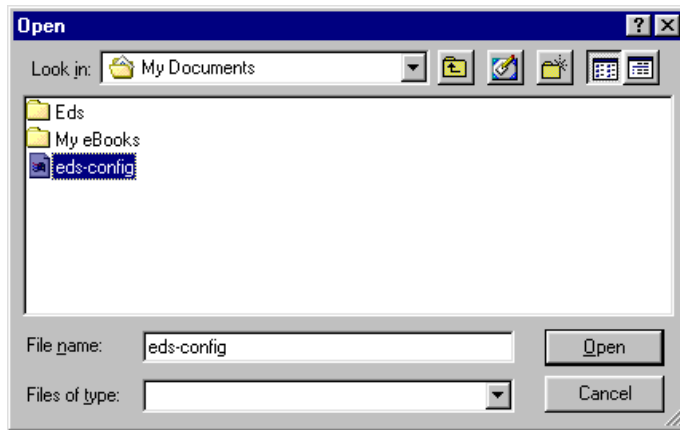 Open
Look in: My Documents
Eds
My eBooks
eds-config
File name: eds-config Open
Files of type: Cancel